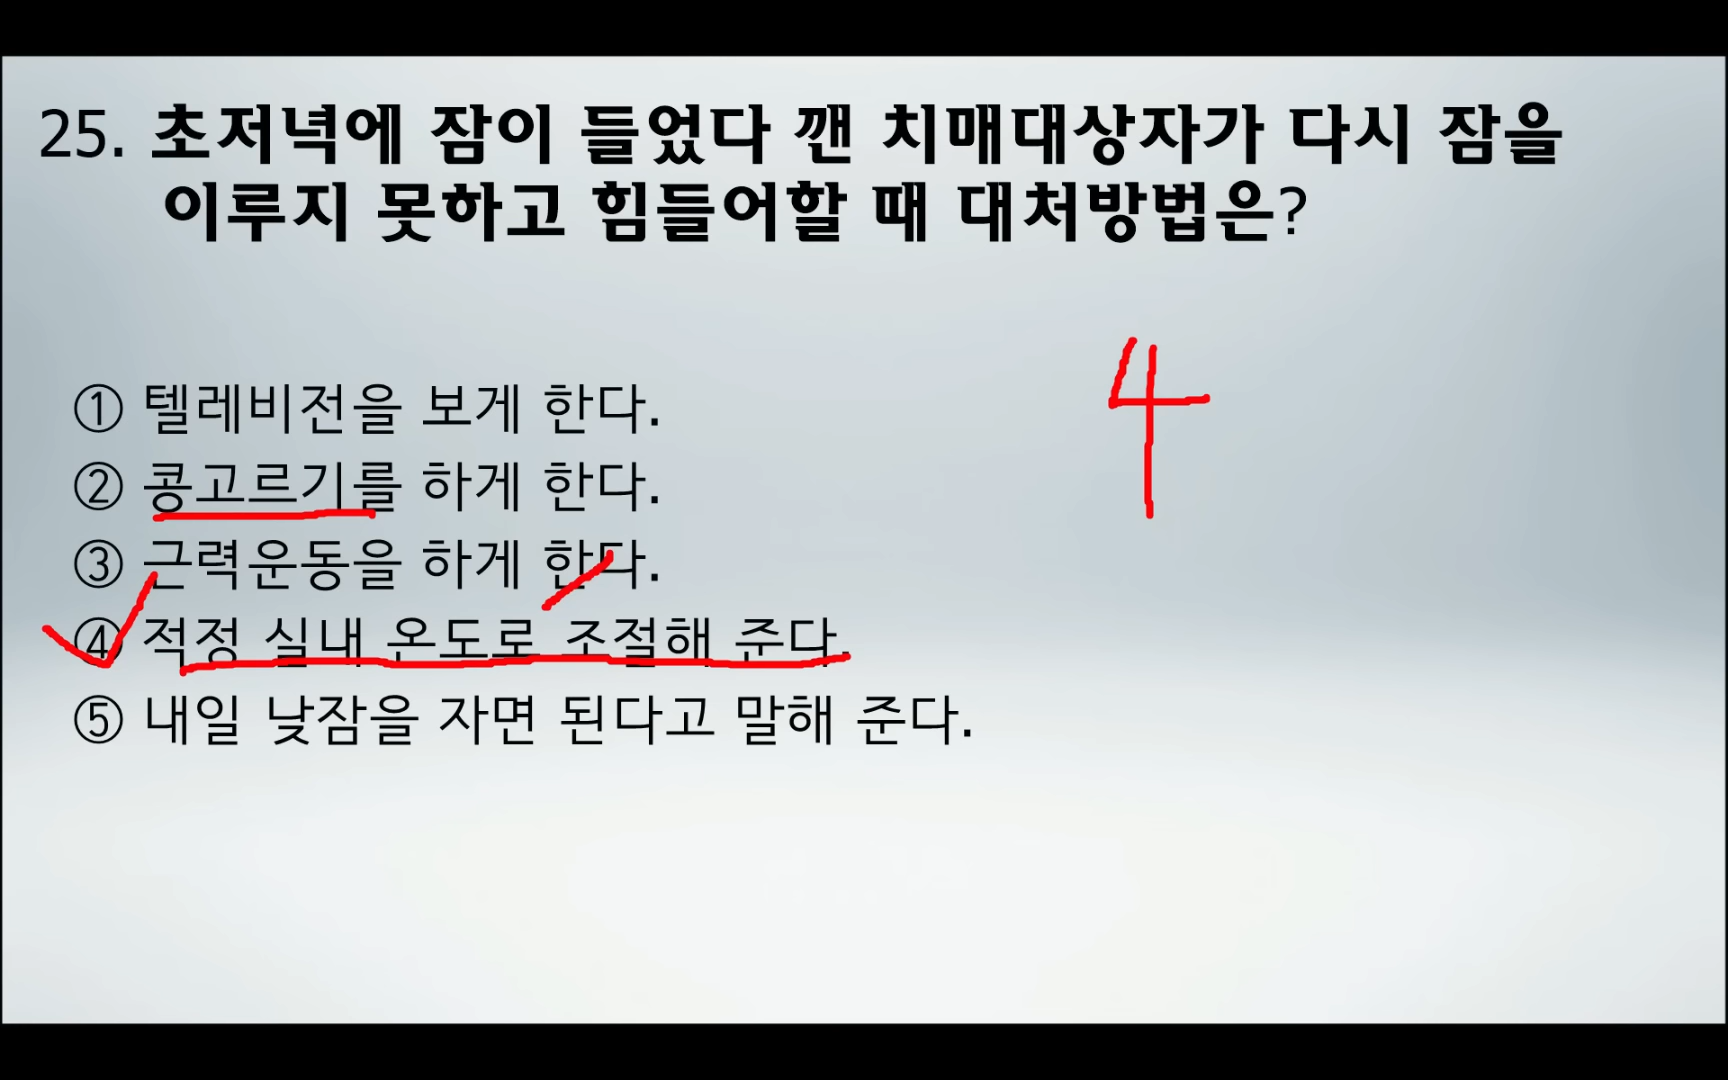 25. 초저녁에 잠이 들었다 깬 치매대상자가 다시 잠을
이루지 못하고 힘들어할 때 대처방법은?
4
① 텔레비전을 보게 한다.
② 콩고르기를 하게 한다.
③ 근력운동을 하게 한다.
④ 적정 실내 온도로 조절해 준다.
⑤ 내일 낮잠을 자면 된다고 말해 준다.